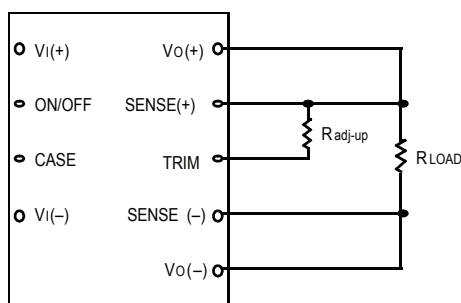 VI(+) VO(+)
ON/OFF SENSE(+)
Radj-up
CASE TRIM RLOAD
VI(–) SENSE (–)
VO(–)